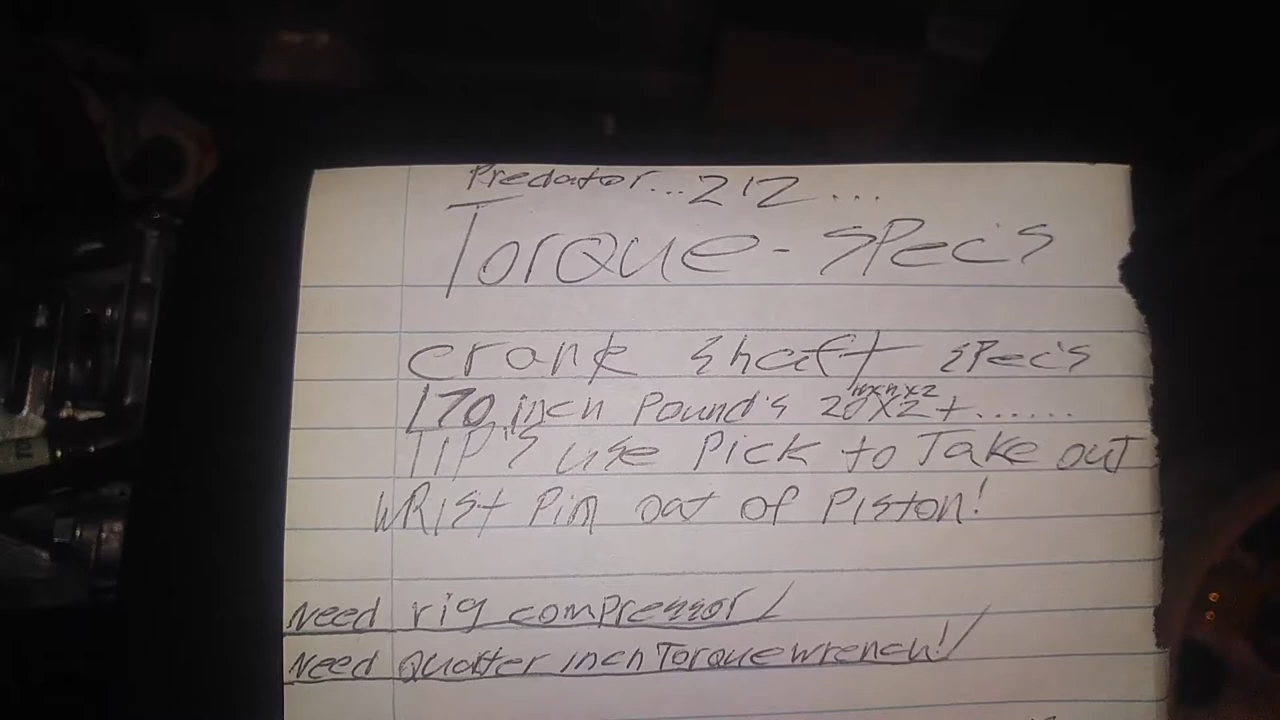 Predator...212...
Torque-specs
crank shaft spec's
170 inch Pound's 20X2+......
TIP'S use Pick to Take out
WRist Pin out of Piston!
Need rig compressor/
Need Quarter inch Torque wrench!/